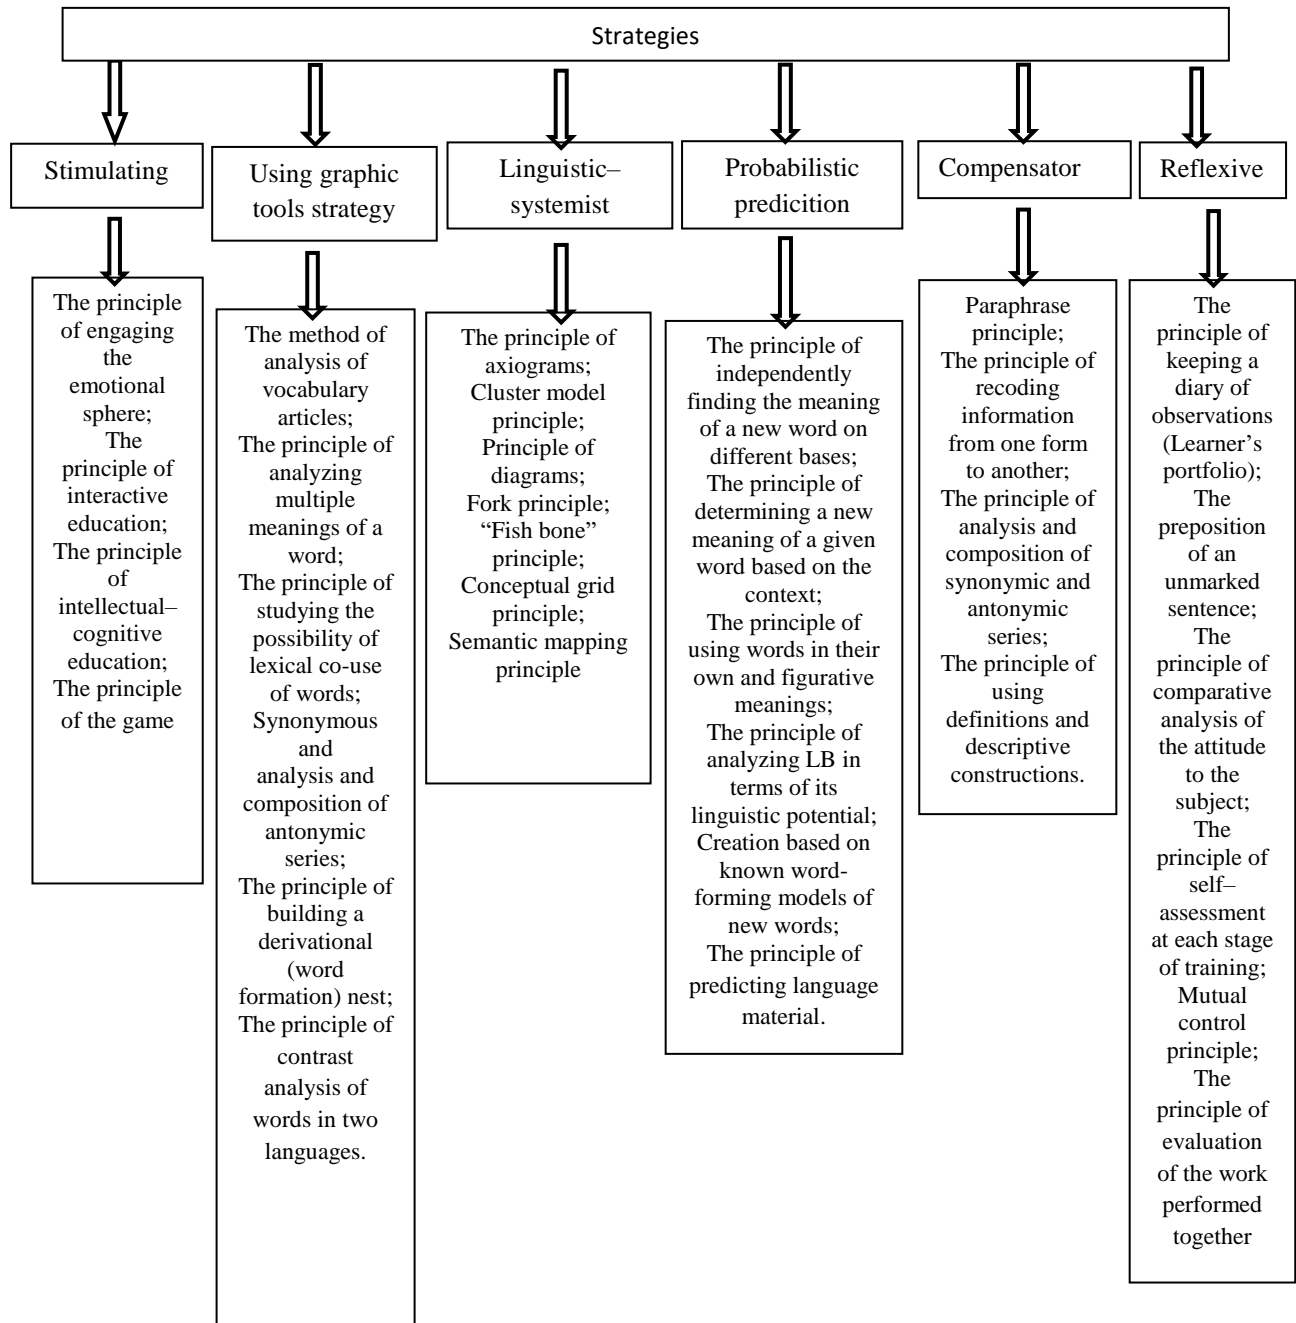 Strategies
Stimulating
Using graphic
tools strategy
Linguistic–
systemist
Probabilistic
predicition
Compensator
Reflexive
The principle
of engaging
the
emotional
sphere;
The
principle of
interactive
education;
The principle
of
intellectual–
cognitive
education;
The principle
of the game
The method of
analysis of
vocabulary
articles;
The principle of
analyzing
multiple
meanings of a
word;
The principle of
studying the
possibility of
lexical co-use
of words;
Synonymous
and
analysis and
composition of
antonymic
series;
The principle of
building a
derivational
(word
formation) nest;
The principle of
contrast
analysis of
words in two
languages.
The principle of
axiograms;
Cluster model
principle;
Principle of
diagrams;
Fork principle;
“Fish bone”
principle;
Conceptual grid
principle;
Semantic mapping
principle
The principle of
independently
finding the meaning
of a new word on
different bases;
The principle of
determining a new
meaning of a given
word based on the
context;
The principle of
using words in their
own and figurative
meanings;
The principle of
analyzing LB in
terms of its
linguistic potential;
Creation based on
known word-
forming models of
new words;
The principle of
predicting language
material.
Paraphrase
principle;
The principle of
recoding
information
from one form
to another;
The principle of
analysis and
composition of
synonymic and
antonymic
series;
The principle of
using
definitions and
descriptive
constructions.
The
principle of
keeping a
diary of
observations
(Learner’s
portfolio);
The
preposition
of an
unmarked
sentence;
The
principle of
comparative
analysis of
the attitude
to the
subject;
The
principle of
self–
assessment
at each stage
of training;
Mutual
control
principle;
The
principle of
evaluation
of the work
performed
together